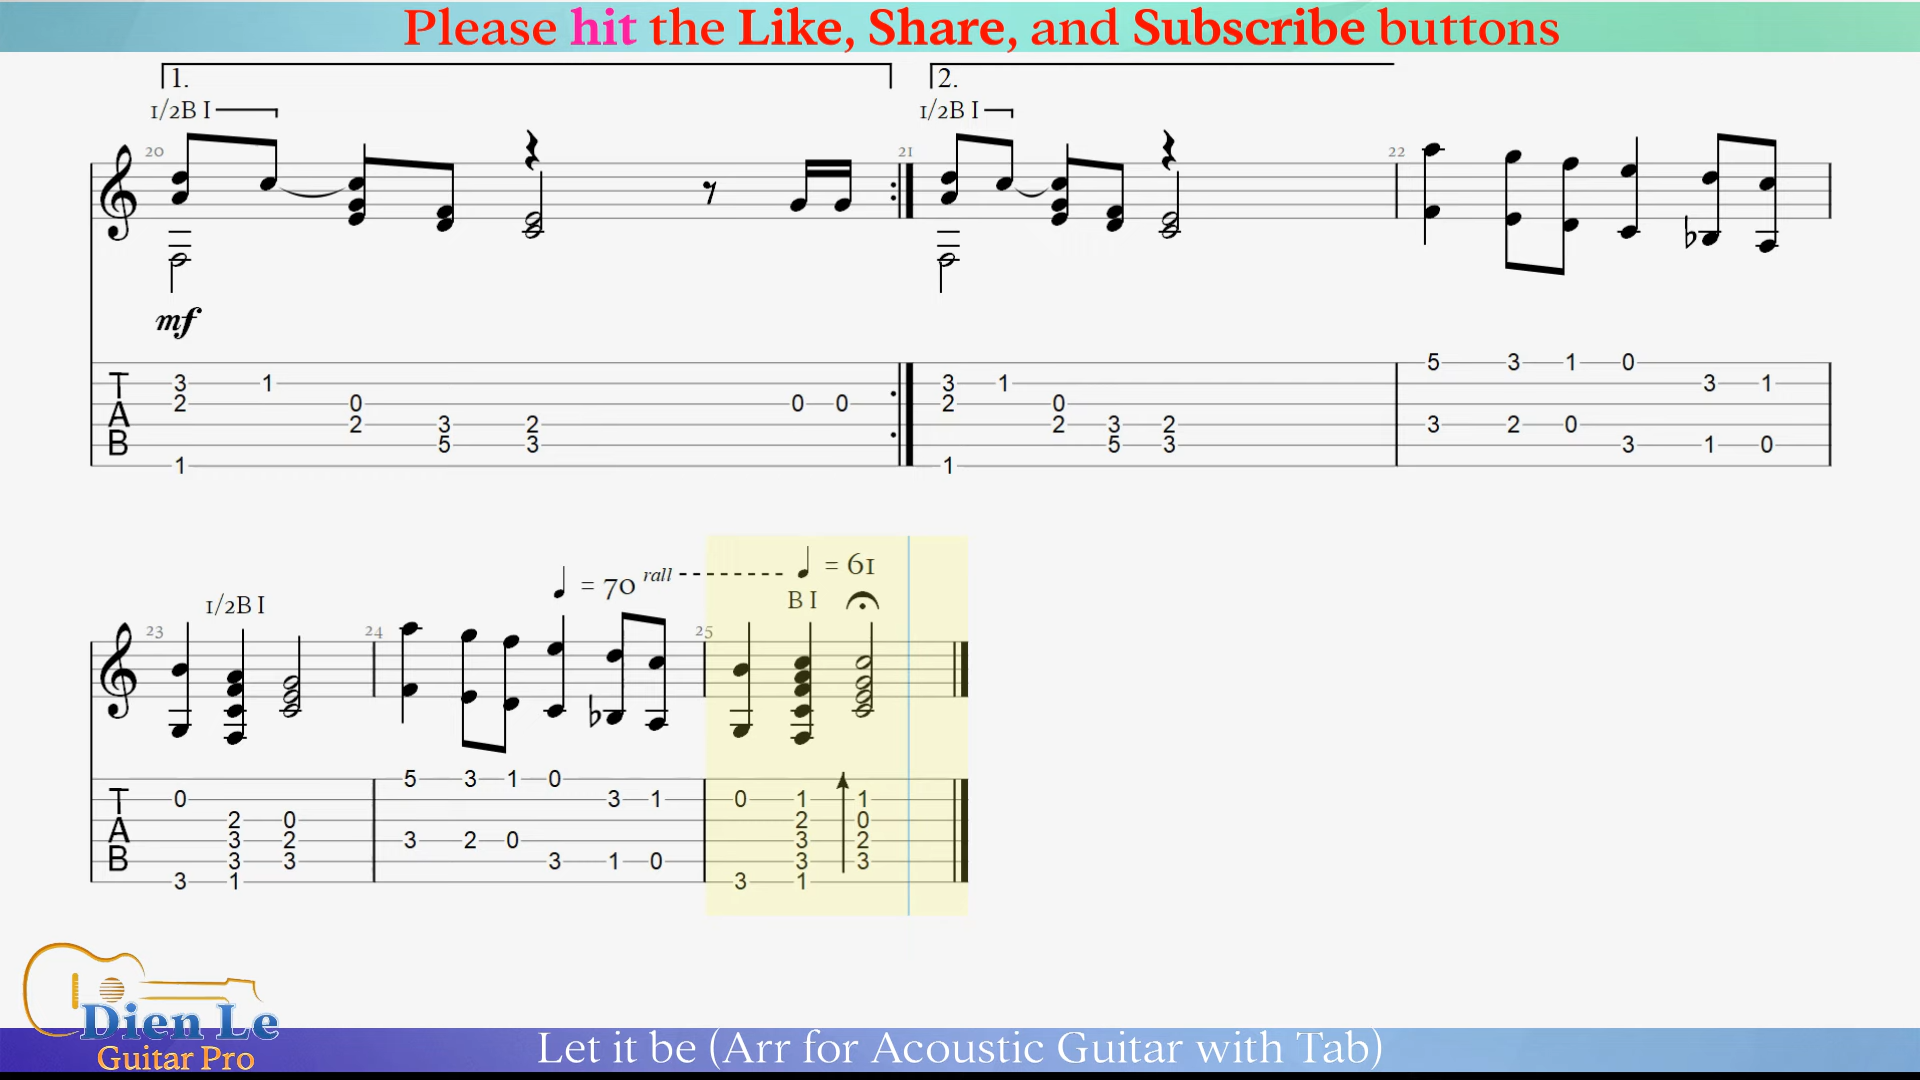 Please hit the Like, Share, and Subscribe buttons
1. 2.
1/2B I 1/2B I
20 21 22
mf
5 3 1 0
T 3 1 3 1 3 1
2 0 0 0 2 0
A 2 3 2 2 3 2 3 2 0
B 5 3 5 3 3 1 0
1 1
= 70 rall = 61
1/2B I B I
23 24 25
5 3 1 0
T 0 3 1 0 1 1
2 0 2 0
A 3 2 3 2 0 3 2
B 3 3 3 1 0 3 3
3 1 3 1
Dien Le
Guitar Pro
Let it be (Arr for Acoustic Guitar with Tab)